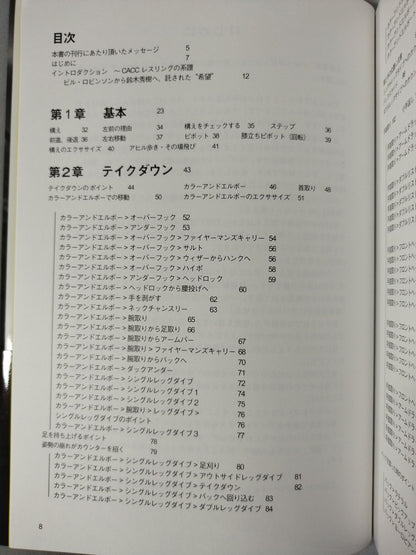 目次
本書の刊行にあたり頂いたメッセージ 5
はじめに 7
イントロダクション ～CACCレスリングの系譜
ビル・ロビンソンから鈴木秀樹へ、託された“希望” 12
第1章 基本 23
構え 32 左前の理由 34 構えをチェックする 35 ステップ 36
前進、後退 36 左右移動 37 ピボット 38 膝立ちピボット（回転） 39
構えのエクササイズ 40 アヒル歩き・その場飛び 41
第2章 テイクダウン 43
テイクダウンのポイント 44 カラーアンドエルボー 46 首取り 48
カラーアンドエルボーでの移動 50 カラーアンドエルボーのエクササイズ 51
カラーアンドエルボー＞オーバーフック 52
カラーアンドエルボー＞アンダーフック 53
カラーアンドエルボー＞オーバーフック＞ファイヤーマンズキャリー 54
カラーアンドエルボー＞オーバーフック＞サルト 56
カラーアンドエルボー＞オーバーフック＞ウィザーからハンクへ 56
カラーアンドエルボー＞オーバーフック＞ハイポ 58
カラーアンドエルボー＞アンダーフック＞ヘッドロック 59
カラーアンドエルボー＞ヘッドロックから腰投げへ 60
カラーアンドエルボー＞手を剥がす 62
カラーアンドエルボー＞ネックチャンスリー 63
カラーアンドエルボー＞腕取り 65
カラーアンドエルボー＞腕取りから足取り 66
カラーアンドエルボー＞腕取りからアームバー 67
カラーアンドエルボー＞腕取り＞ファイヤーマンズキャリー 68
カラーアンドエルボー＞腕取りからバックへ 70
カラーアンドエルボー＞ダックアンダー 71
カラーアンドエルボー＞シングルレッグダイブ 72
カラーアンドエルボー＞シングルレッグダイブ1 74
カラーアンドエルボー＞シングルレッグダイブ2 75
カラーアンドエルボー＞腕取り＞レッグダイブ＞ 76
シングルレッグダイブのポイント 76
カラーアンドエルボー＞シングルレッグダイブ3 77
足を持ち上げるポイント 78
姿勢の崩れがカウンターを招く 79
カラーアンドエルボー＞シングルレッグダイブ＞足刈り 80
カラーアンドエルボー＞シングルレッグダイブ＞アウトサイドレッグダイブ 81
カラーアンドエルボー＞シングルレッグダイブ＞テイクダウン 82
カラーアンドエルボー＞シングルレッグダイブ＞バックへ回り込む 83
カラーアンドエルボー＞シングルレッグダイブ＞ダブルレッグダイブ 84
8